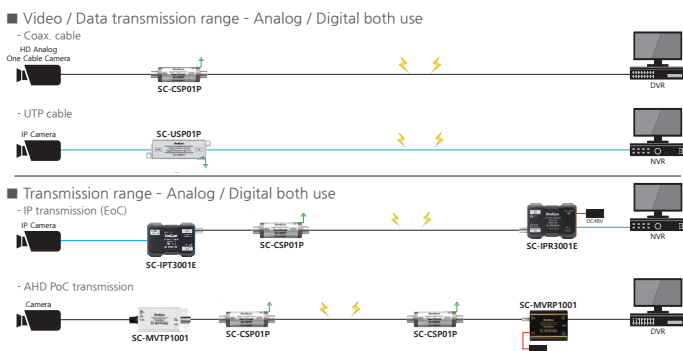 ■ Video / Data transmission range - Analog / Digital both use
- Coax. cable
HD Analog
One Cable Camera
SC-CSP01P
DVR
- UTP cable
IP Camera
SC-USP01P
NVR
■ Transmission range - Analog / Digital both use
- IP transmission (EoC)
IP Camera
SC-IPT3001E
SC-CSP01P
SC-IPR3001E
DC48V
NVR
- AHD PoC transmission
Camera
SC-MVTP1001
SC-CSP01P
SC-CSP01P
SC-MVRP1001
DVR